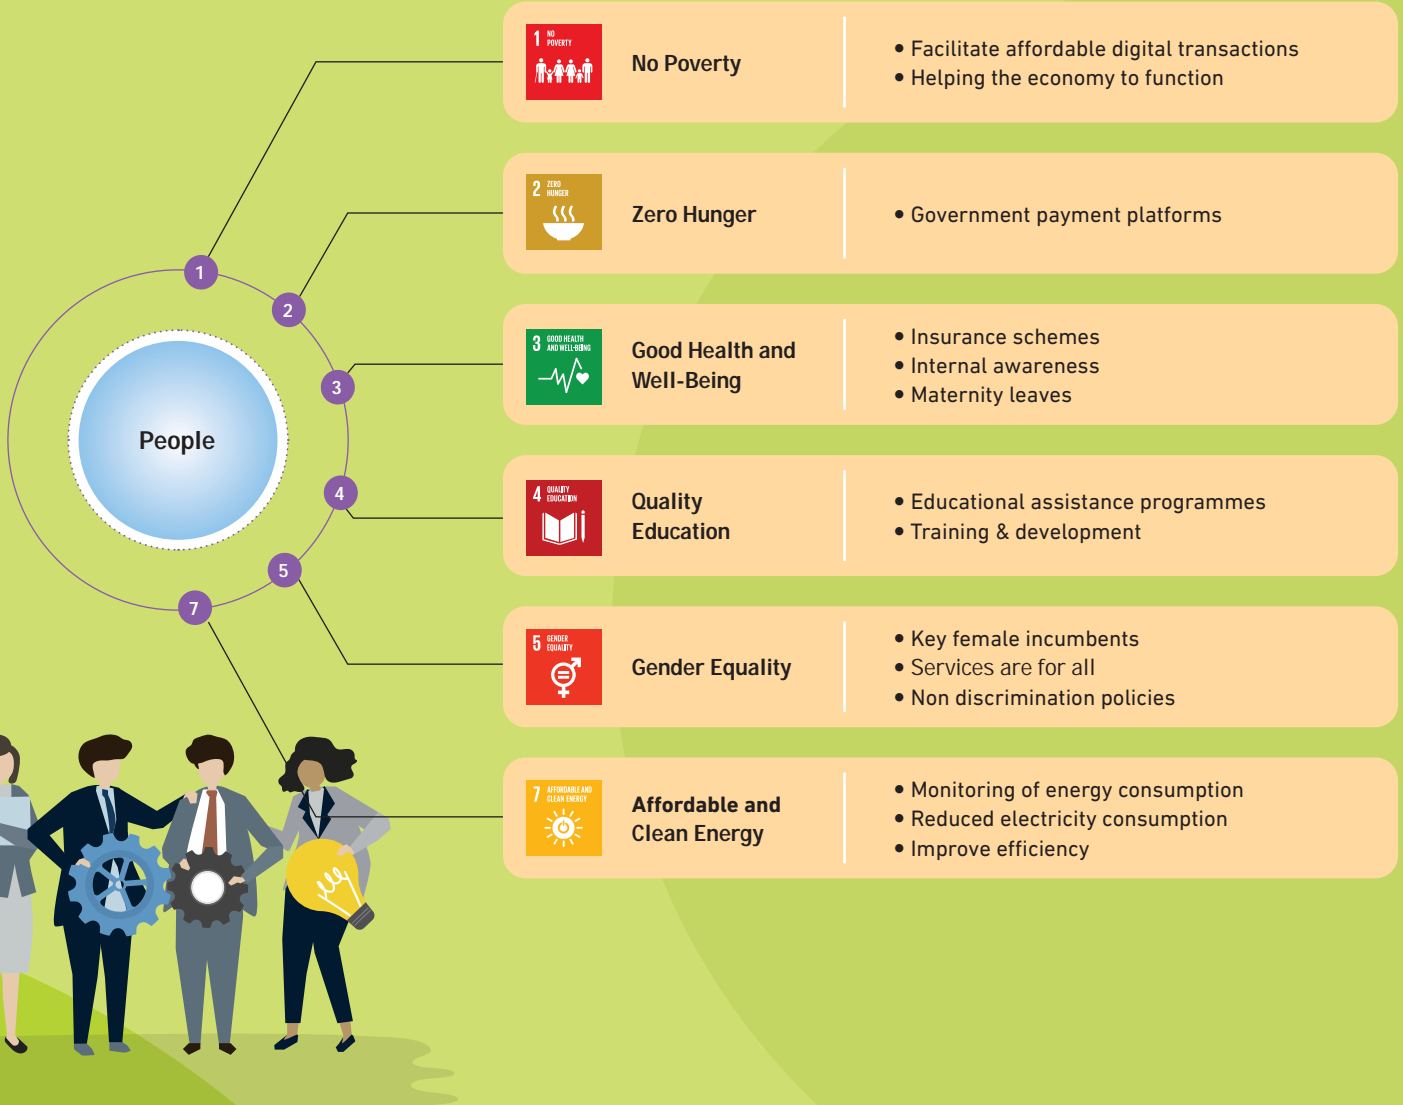 1 NO
POVERTY
No Poverty
• Facilitate affordable digital transactions
• Helping the economy to function
2 ZERO
HUNGER
Zero Hunger
• Government payment platforms
3 GOOD HEALTH
AND WELL-BEING
Good Health and
Well-Being
• Insurance schemes
• Internal awareness
• Maternity leaves
4 QUALITY
EDUCATION
Quality
Education
• Educational assistance programmes
• Training & development
5 GENDER
EQUALITY
Gender Equality
• Key female incumbents
• Services are for all
• Non discrimination policies
7 AFFORDABLE AND
CLEAN ENERGY
Affordable and
Clean Energy
• Monitoring of energy consumption
• Reduced electricity consumption
• Improve efficiency
People
1
2
3
4
5
7